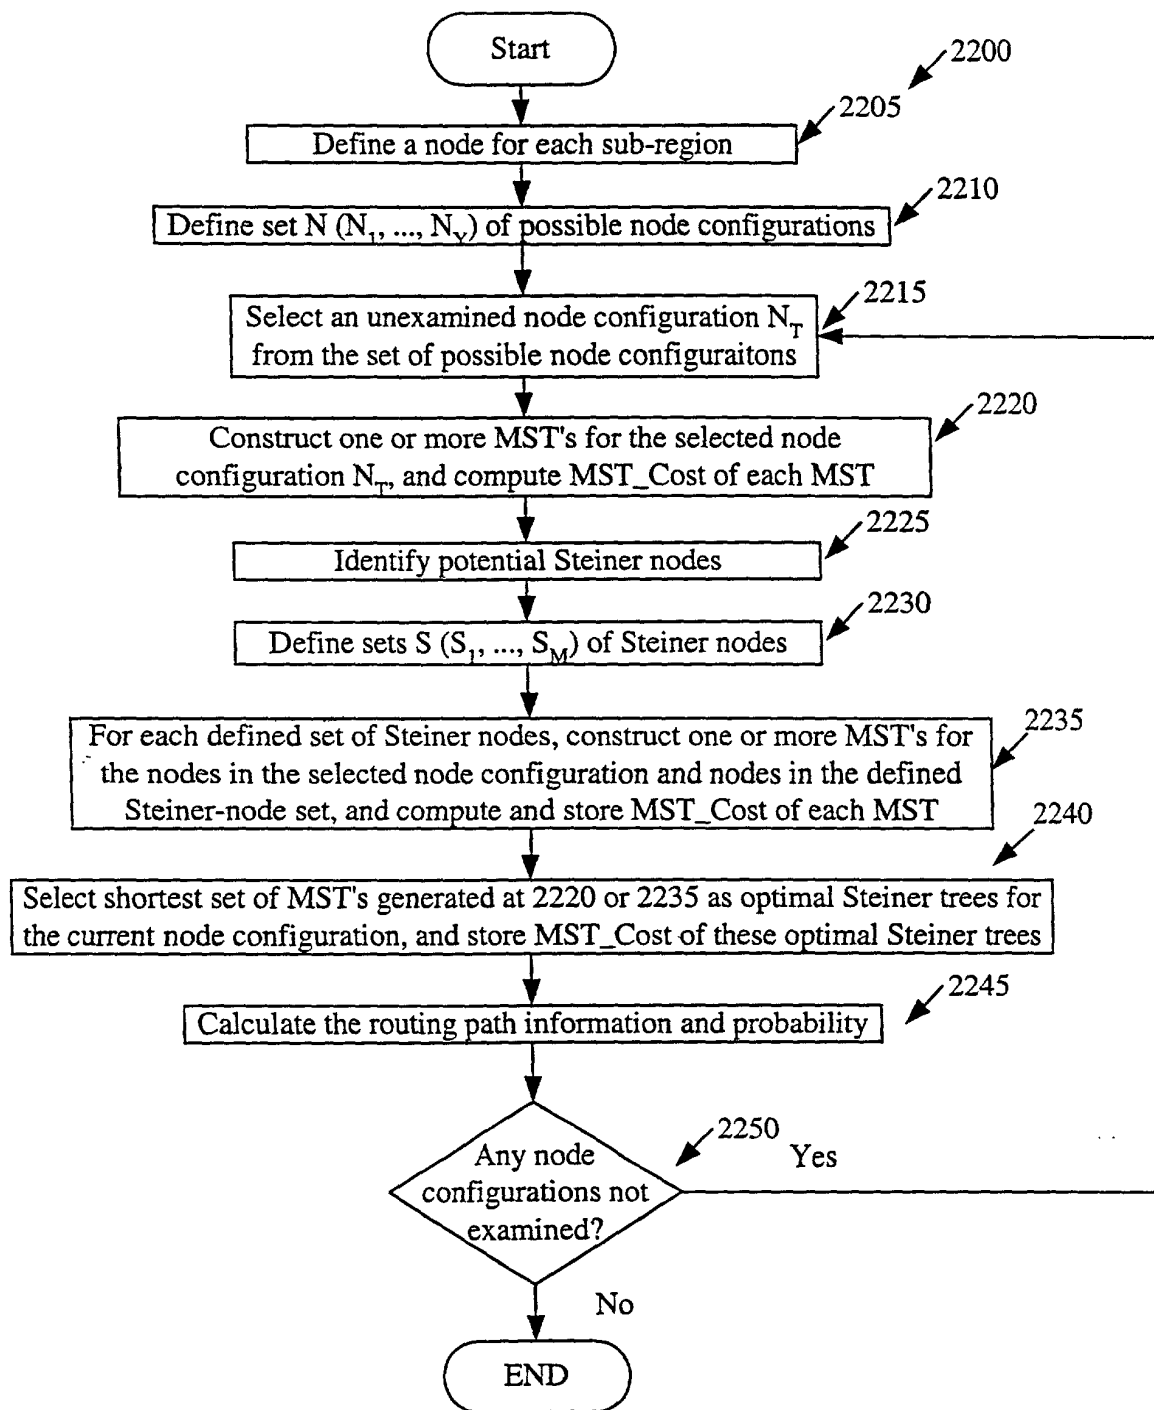 Start
2200
2205
Define a node for each sub-region
2210
Define set N (N₁, ..., N_Y) of possible node configurations
2215
Select an unexamined node configuration N_T
from the set of possible node configuraitons
2220
Construct one or more MST's for the selected node
configuration N_T, and compute MST_Cost of each MST
2225
Identify potential Steiner nodes
2230
Define sets S (S₁, ..., S_M) of Steiner nodes
2235
For each defined set of Steiner nodes, construct one or more MST's for
the nodes in the selected node configuration and nodes in the defined
Steiner-node set, and compute and store MST_Cost of each MST
2240
Select shortest set of MST's generated at 2220 or 2235 as optimal Steiner trees for
the current node configuration, and store MST_Cost of these optimal Steiner trees
2245
Calculate the routing path information and probability
2250
Any node
configurations not
examined?
Yes
No
END